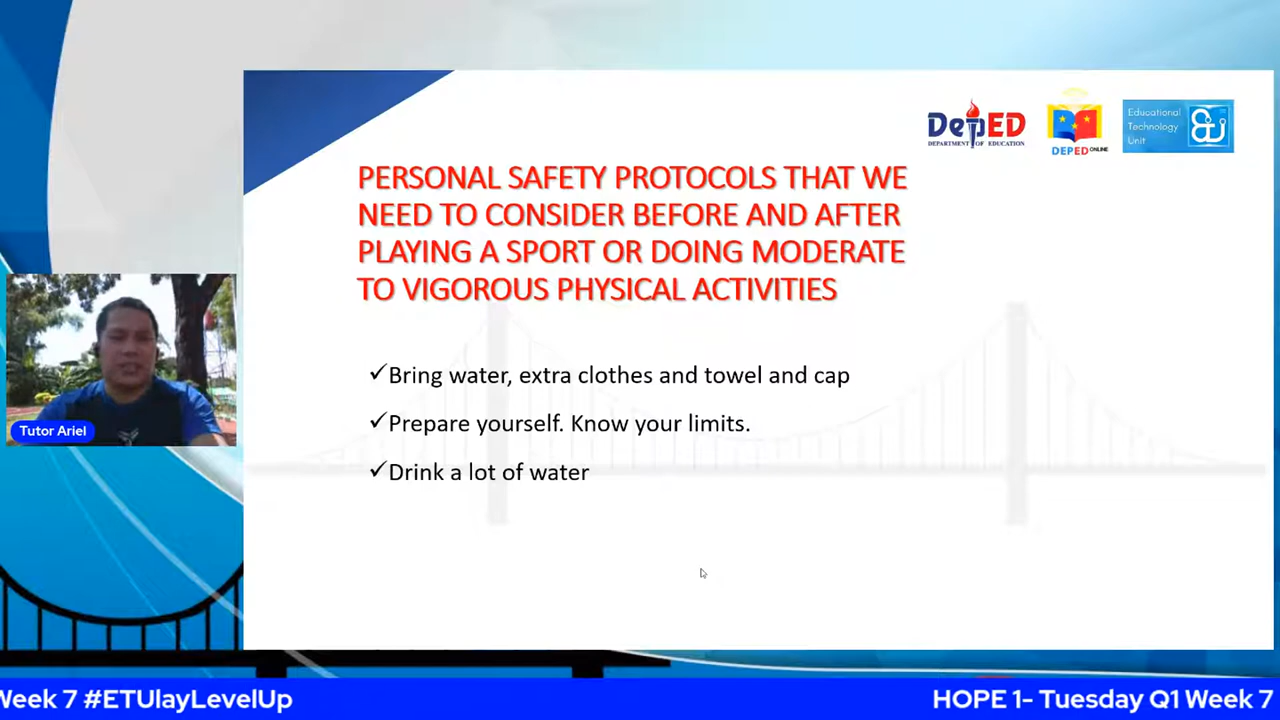 DepED
DEPARTMENT OF EDUCATION
DEPED ONLINE
Educational
Technology
Unit
PERSONAL SAFETY PROTOCOLS THAT WE
NEED TO CONSIDER BEFORE AND AFTER
PLAYING A SPORT OR DOING MODERATE
TO VIGOROUS PHYSICAL ACTIVITIES
✓Bring water, extra clothes and towel and cap
✓Prepare yourself. Know your limits.
✓Drink a lot of water
Tutor Ariel
Week 7 #ETUlayLevelUp
HOPE 1- Tuesday Q1 Week 7